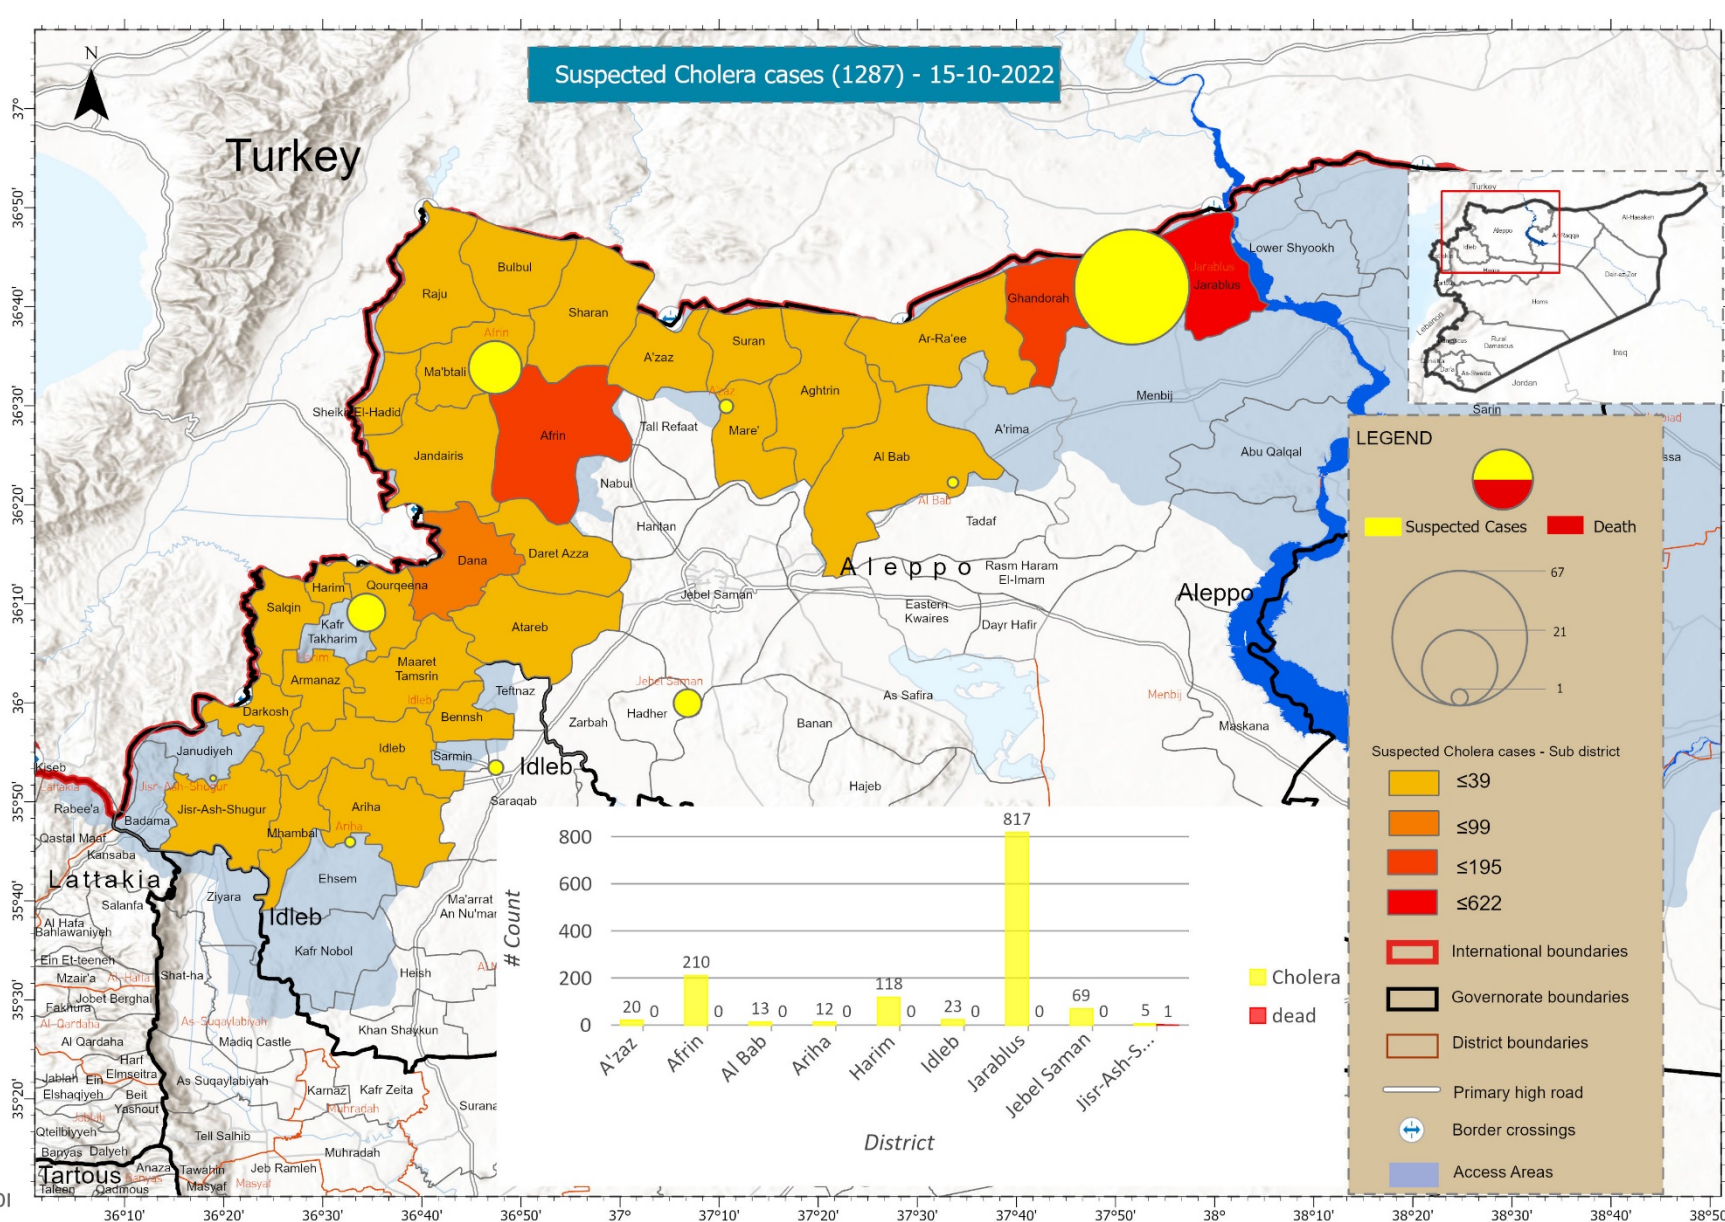 Suspected Cholera cases (1287) - 15-10-2022
N
Turkey
37°
36°50'
36°40'
36°30'
36°20'
36°10'
36°
35°50'
35°40'
35°30'
35°20'
36°10'
36°20'
36°30'
36°40'
36°50'
37°
37°10'
37°20'
37°30'
37°40'
37°50'
38°
38°10'
38°20'
38°30'
38°40'
38°50
Bulbul
Raju
Sharan
Afrin
Ma'btali
Sheikh El-Hadid
Jandairis
Afrin
A'zaz
Suran
A'zaz
Tall Refaat
Mare'
Aghtrin
Ar-Ra'ee
Ghandorah
Jarablus
Jarablus
Lower Shyookh
Menbij
A'rima
Al Bab
Al Bab
Abu Qalqal
Sarin
Nabul
Haritan
Tadaf
Aleppo
Rasm Haram
El-Imam
Aleppo
Jebel Saman
Eastern
Kwaires
Dayr Hafir
Dana
Daret Azza
Atareb
Harim
Qourqeena
Salqin
Kafr
Takharim
Harim
Armanaz
Maaret
Tamsrin
Idleb
Teftnaz
Bennsh
Darkosh
Idleb
Sarmin
Janudiyeh
Jisr-Ash-Shugur
Jisr-Ash-Shugur
Badama
Ariha
Ariha
Mhambal
Idleb
Saraqab
Ehsem
Idleb
Kafr Nobol
Ma'arrat
An Nu'man
Heish
Khan Shaykun
Jebel Saman
Hadher
Zarbah
Banan
As Safira
Hajeb
Menbij
Maskana
Kiseb
Lattakia
Rabee'a
Qastal Maaf
Kansaba
Lattakia
Salanfa
Al Hafa
Bahlawaniyeh
Ein Et-teeneh
Mzair'a
Al-Haffa
Shat-ha
Jobet Berghal
Fakhura
Al-Qardaha
Al Qardaha
Harf
Elmseitra
Jablah
Ein
Elshaqiyeh
Beit
Yashout
Jablah
Qteilbiyyeh
Banyas
Dalyeh
Tartous
Anaza
Banyas
Taleen
Qadmous
Ziyara
As-Suqaylabiyah
Madiq Castle
As Suqaylabiyah
Karnaz
Kafr Zeita
Muhradah
Tell Salhib
Muhradah
Jeb Ramleh
Tawahin
Masyaf
Masyaf
Surana
Turkey
Al-Hasakeh
Aleppo
Ar-Raqqa
Idleb
Hama
Deir-ez-Zor
Homs
Lebanon
Rural
Damascus
Dar'a
As-Sweida
Iraq
Jordan
LEGEND
Suspected Cases
Death
67
21
1
Suspected Cholera cases - Sub district
≤39
≤99
≤195
≤622
International boundaries
Governorate boundaries
District boundaries
Primary high road
Border crossings
Access Areas
# Count
800
600
400
200
0
20 0
210 0
13 0
12 0
118 0
23 0
817 0
69 0
5 1
A'zaz
Afrin
Al Bab
Ariha
Harim
Idleb
Jarablus
Jebel Saman
Jisr-Ash-S...
District
Cholera
dead